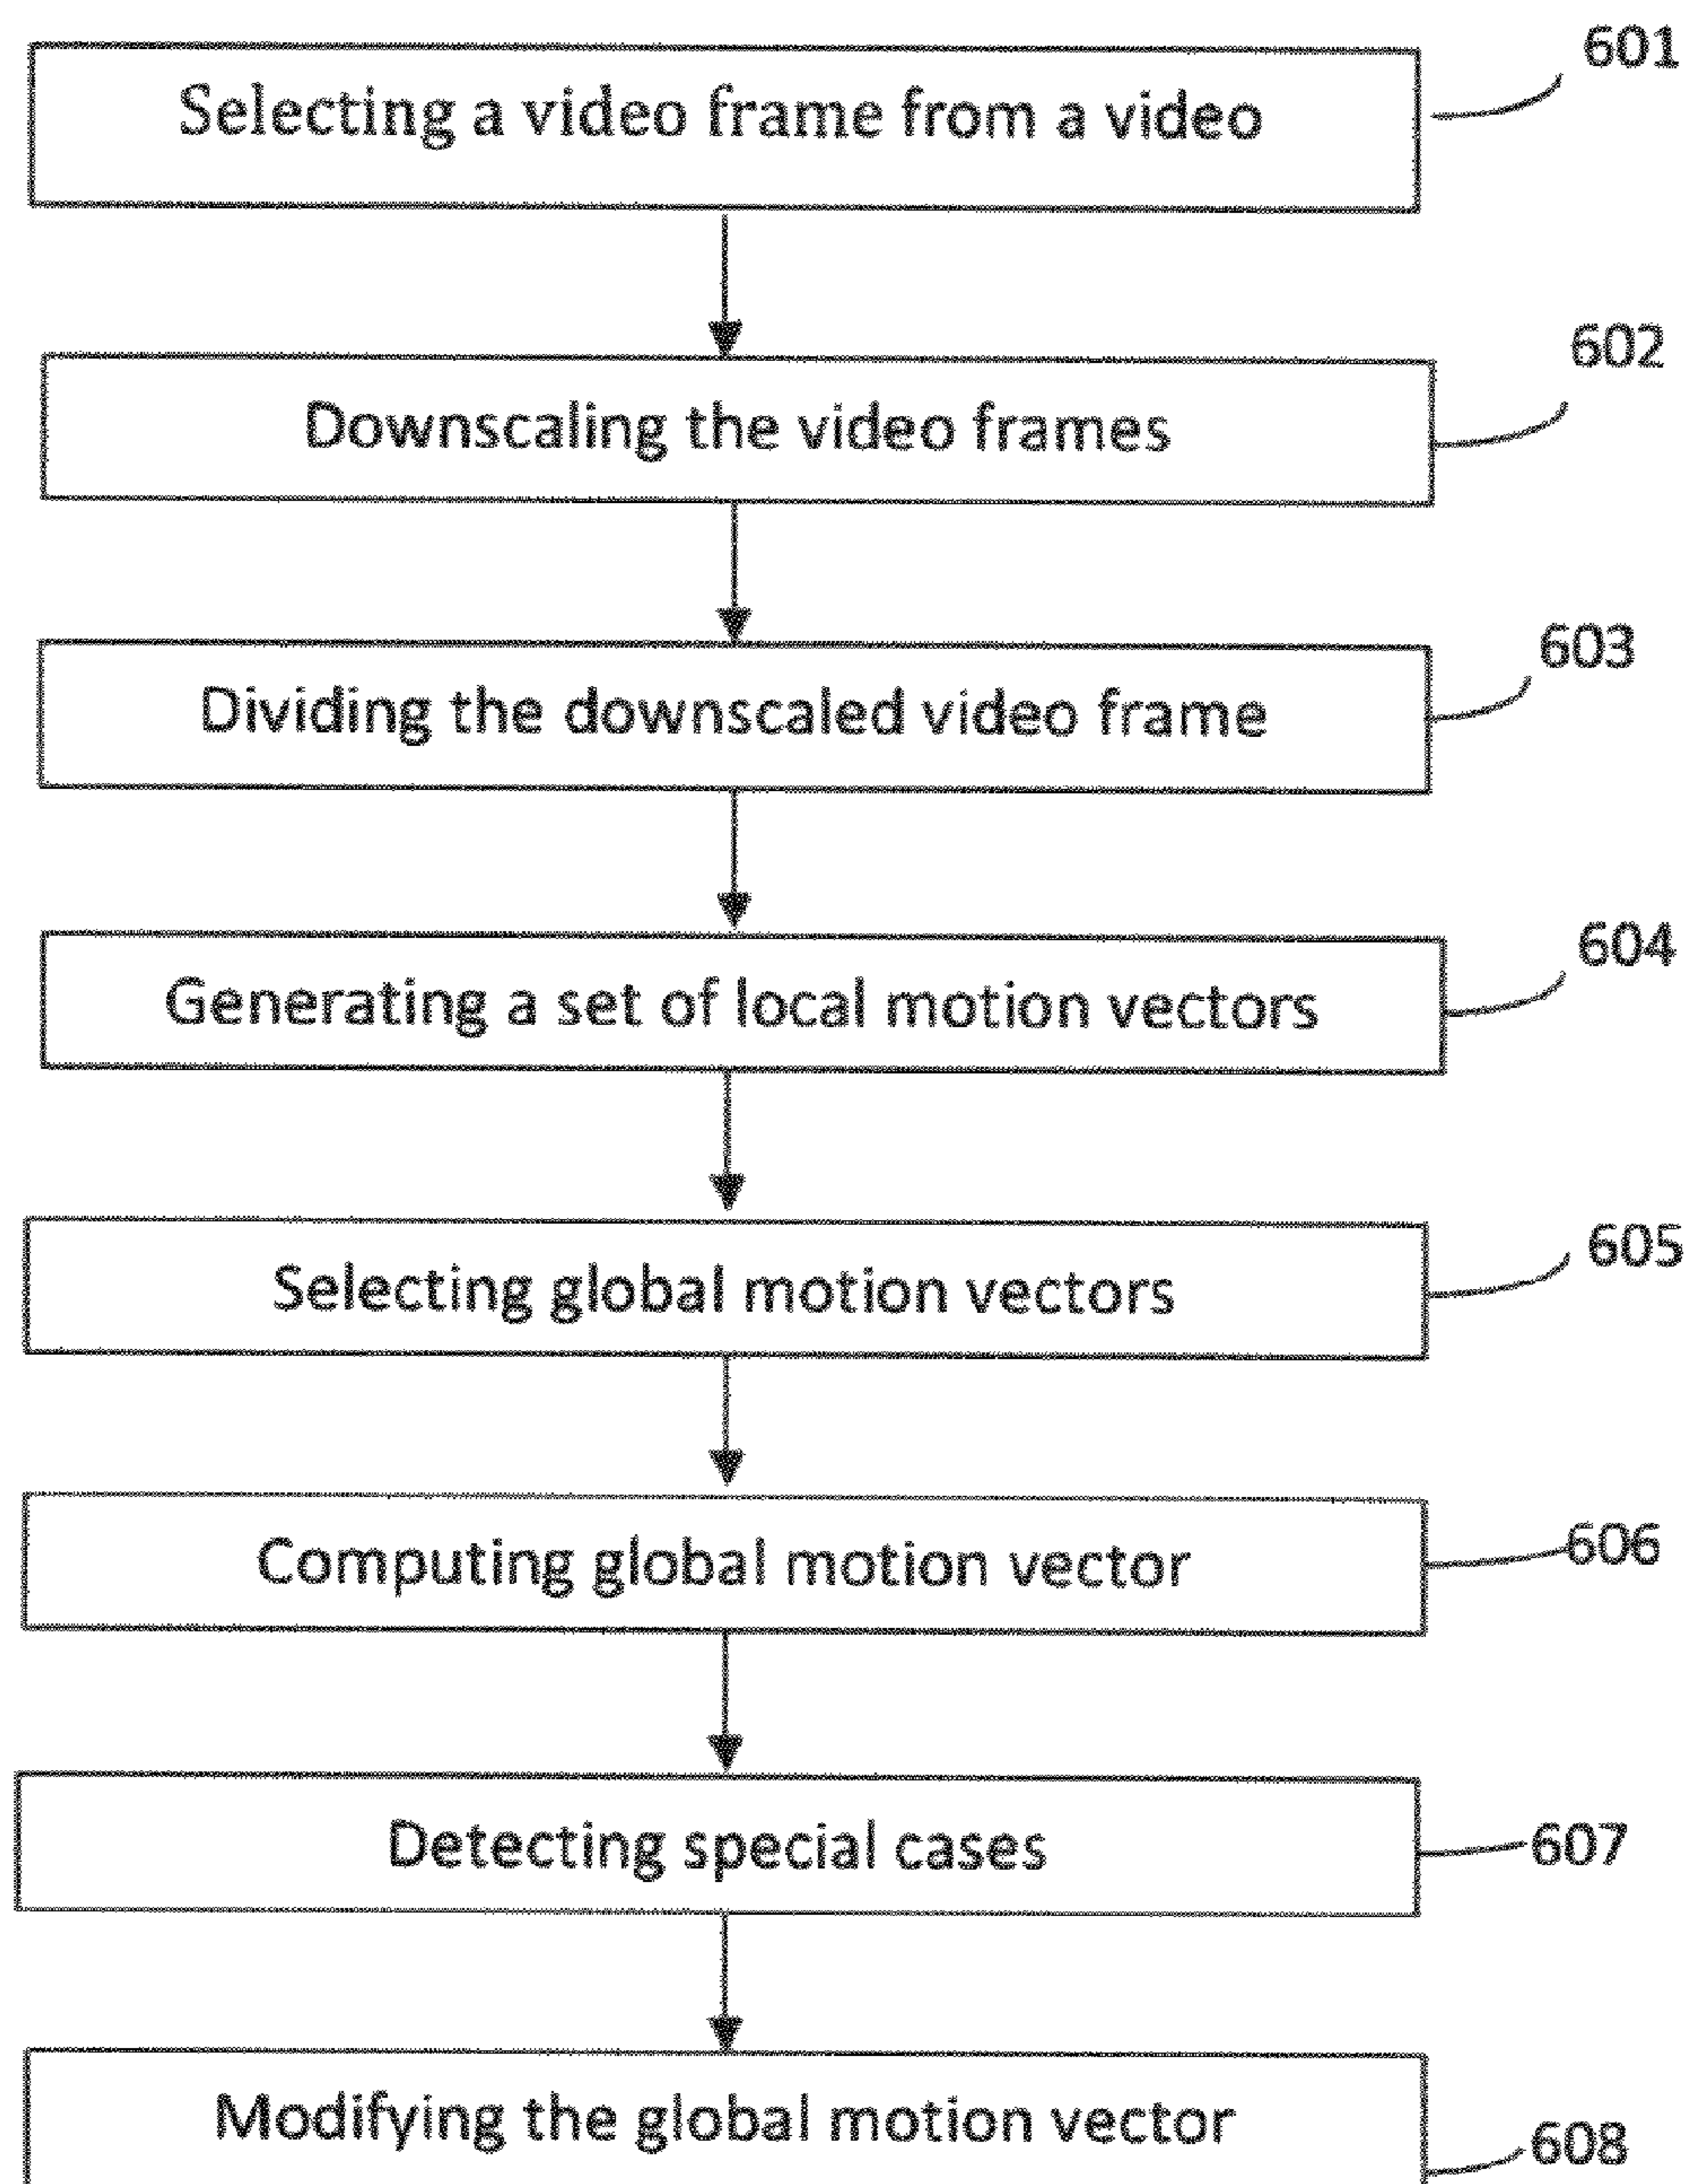 601
Selecting a video frame from a video
602
Downscaling the video frames
603
Dividing the downscaled video frame
604
Generating a set of local motion vectors
605
Selecting global motion vectors
606
Computing global motion vector
607
Detecting special cases
Modifying the global motion vector
608